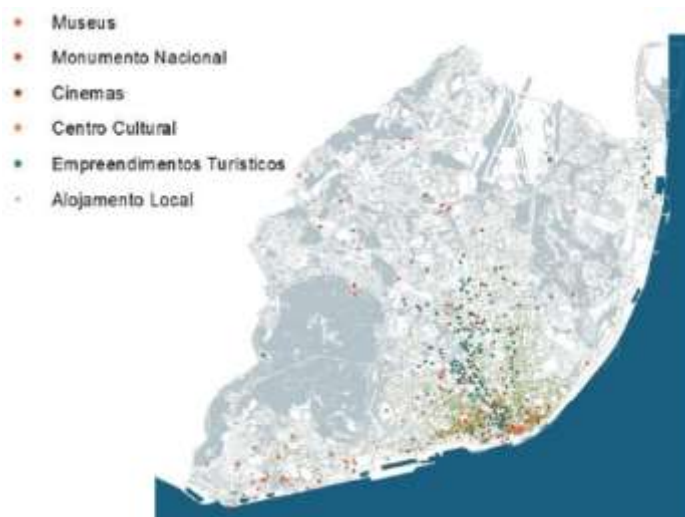 Museus
Monumento Nacional
Cinemas
Centro Cultural
Empreendimentos Turísticos
Alojamento Local